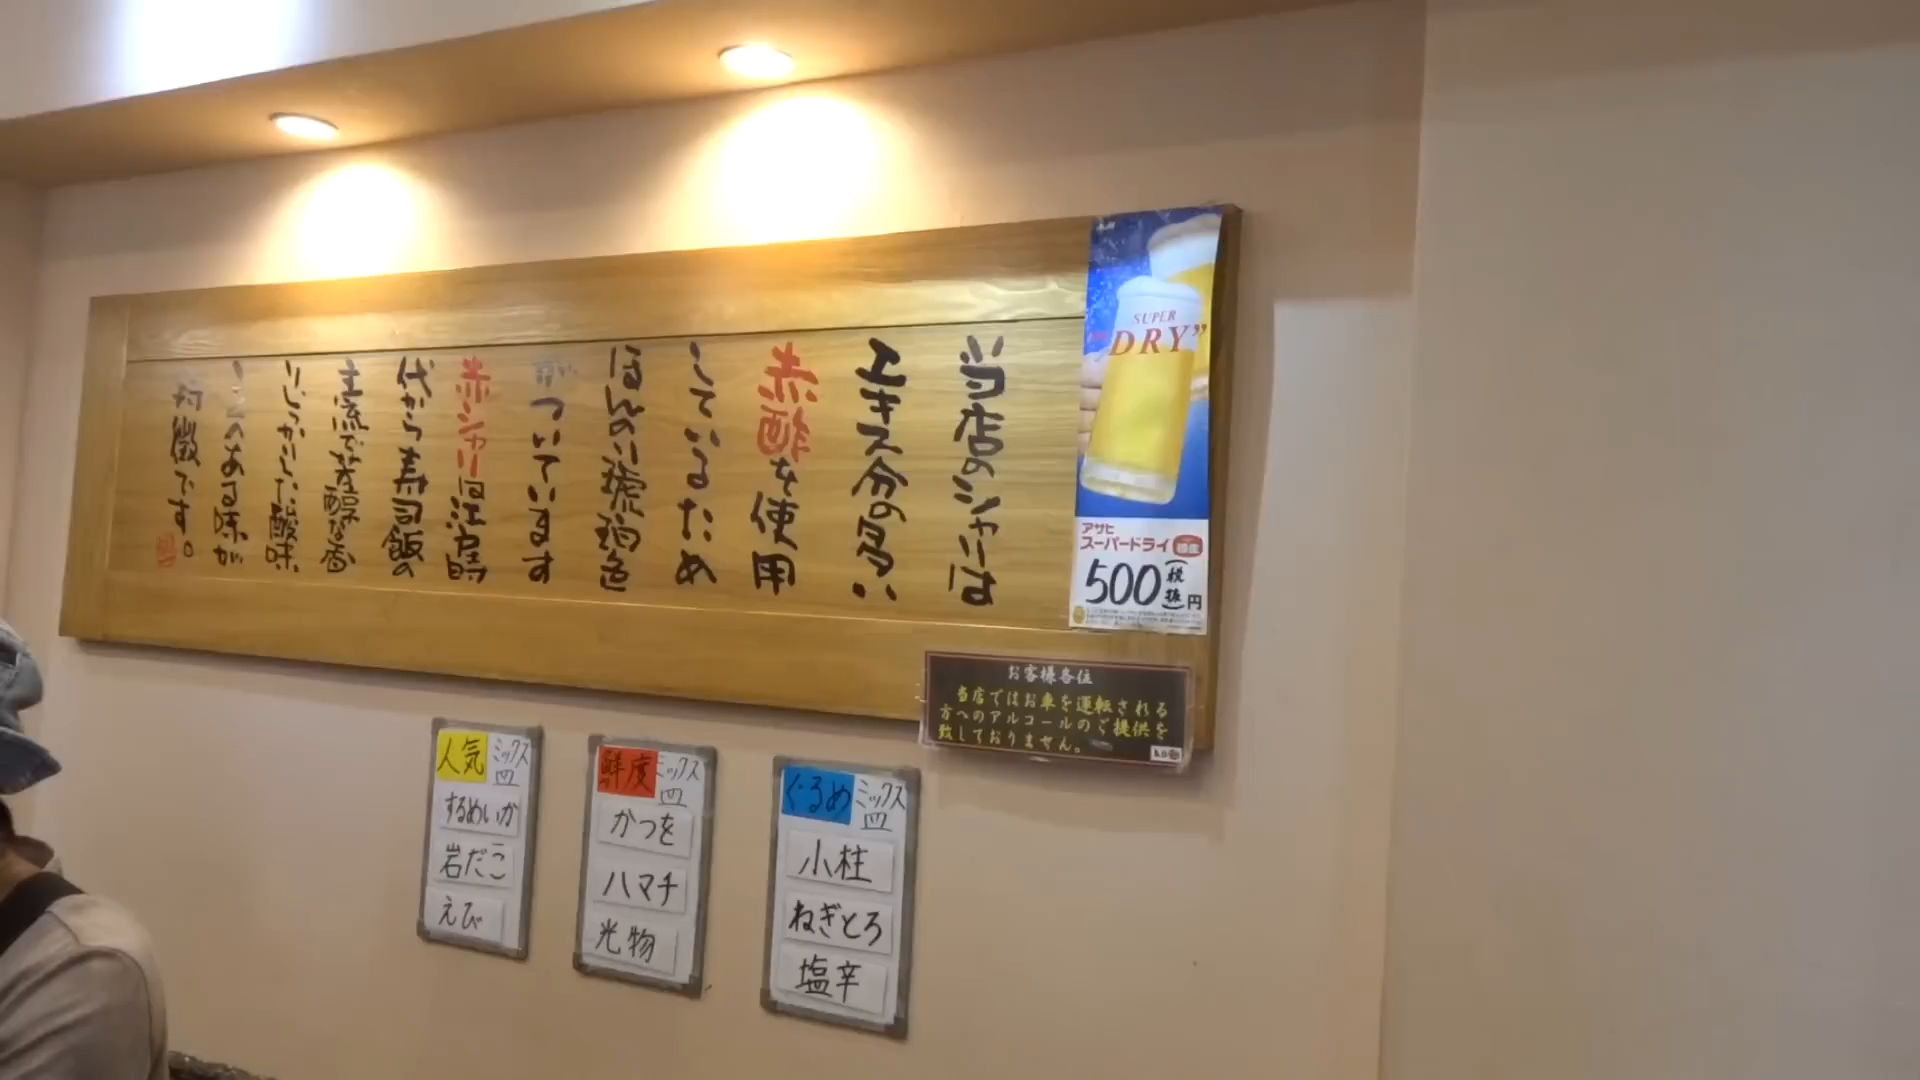 当店のシャリは
エキス分の多い
赤酢を使用
しているため
ほんのり琥珀色
がついています
赤シャリは江戸時
代から寿司飯の
主流で芳醇な香
りしっかりした酸味
のある味が
特徴です。
SUPER
"DRY"
アサヒ
スーパードライ
500(税抜)円
お客様各位
当店ではお車を運転される
方へのアルコールのご提供を
致しておりません。
人気 ミックス皿
するめいか
岩だこ
えび
鮮度 ミックス皿
かつを
ハマチ
光物
ぐるめ ミックス皿
小柱
ねぎとろ
塩辛